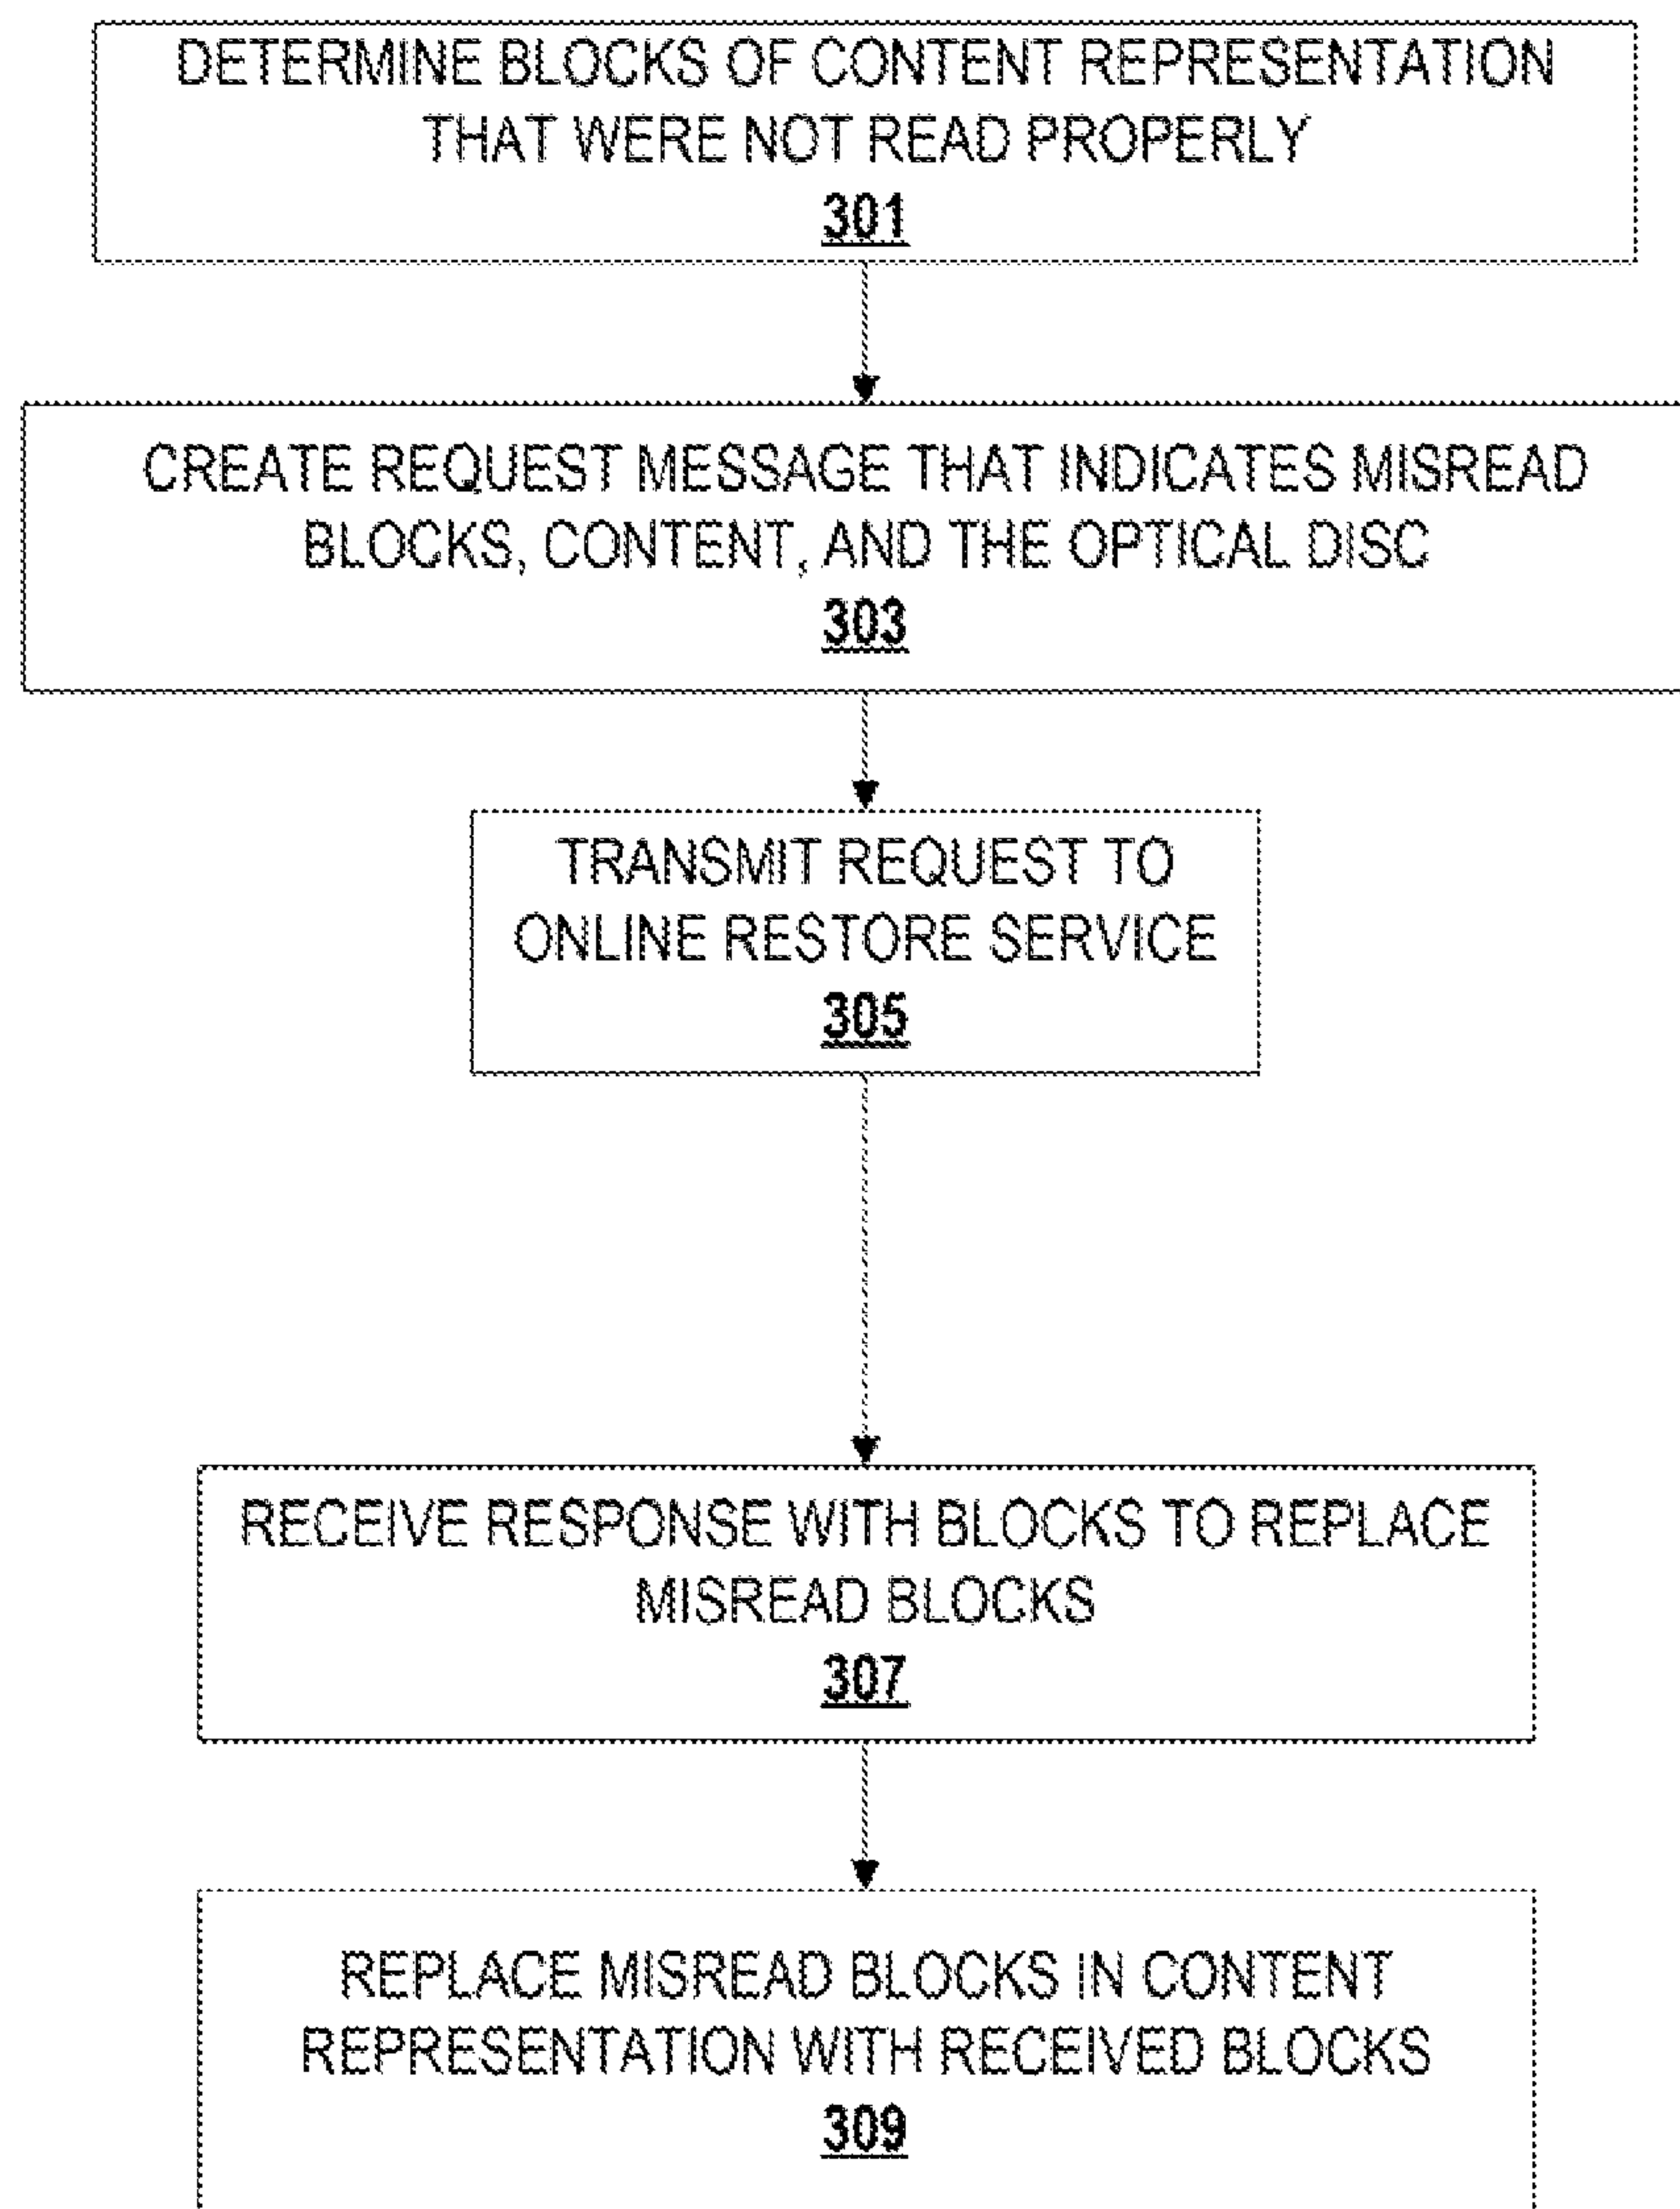 DETERMINE BLOCKS OF CONTENT REPRESENTATION
THAT WERE NOT READ PROPERLY
301
CREATE REQUEST MESSAGE THAT INDICATES MISREAD
BLOCKS, CONTENT, AND THE OPTICAL DISC
303
TRANSMIT REQUEST TO
ONLINE RESTORE SERVICE
305
RECEIVE RESPONSE WITH BLOCKS TO REPLACE
MISREAD BLOCKS
307
REPLACE MISREAD BLOCKS IN CONTENT
REPRESENTATION WITH RECEIVED BLOCKS
309